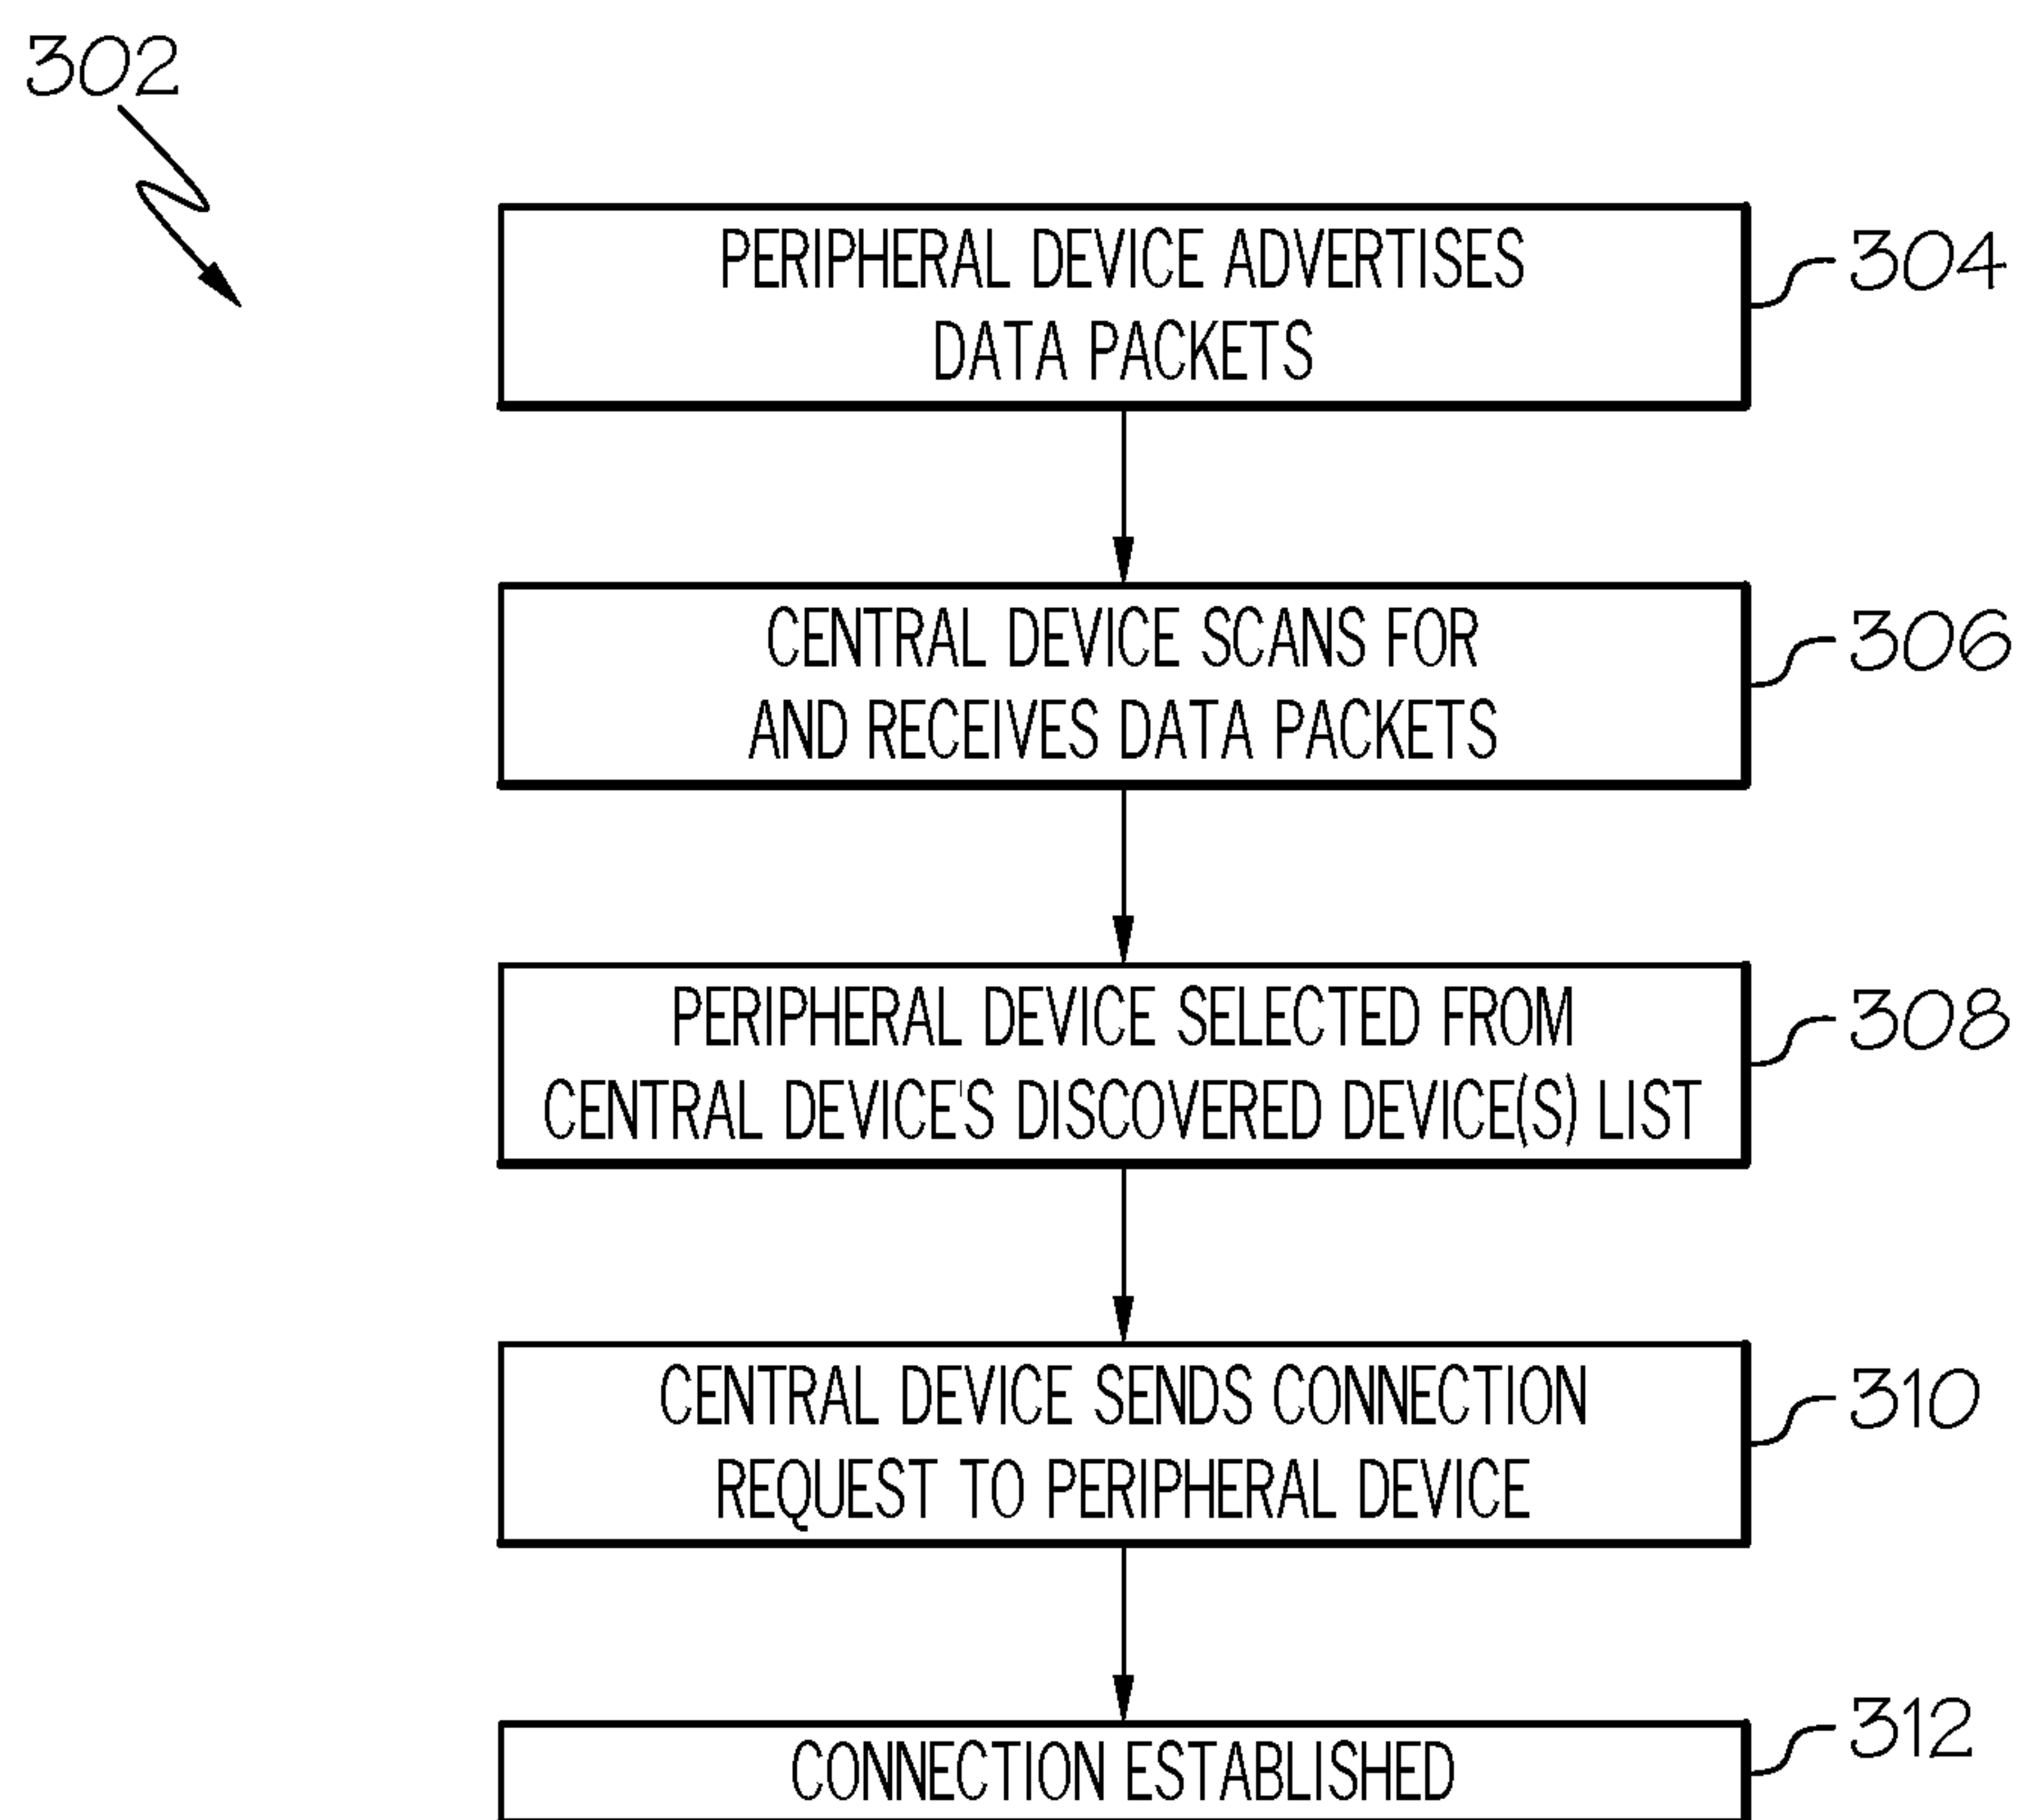 302
PERIPHERAL DEVICE ADVERTISES
DATA PACKETS
304
CENTRAL DEVICE SCANS FOR
AND RECEIVES DATA PACKETS
306
PERIPHERAL DEVICE SELECTED FROM
CENTRAL DEVICE'S DISCOVERED DEVICE(S) LIST
308
CENTRAL DEVICE SENDS CONNECTION
REQUEST TO PERIPHERAL DEVICE
310
CONNECTION ESTABLISHED
312